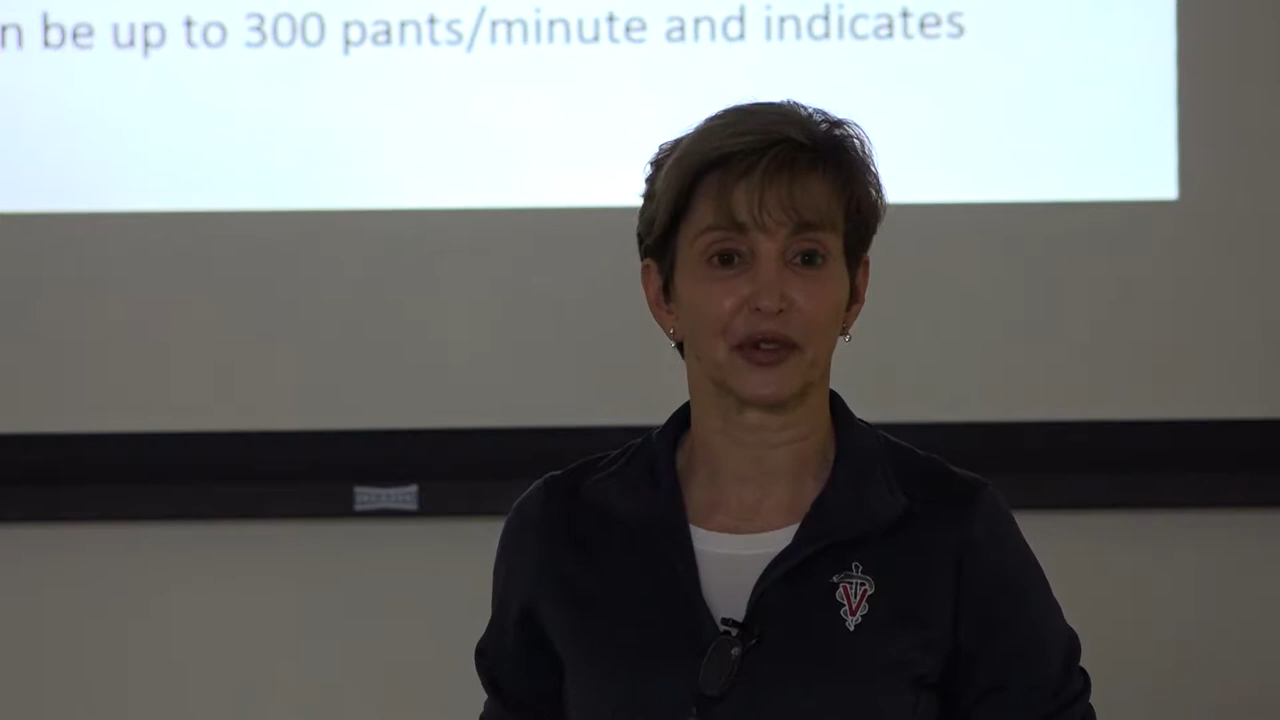 n be up to 300 pants/minute and indicates
V